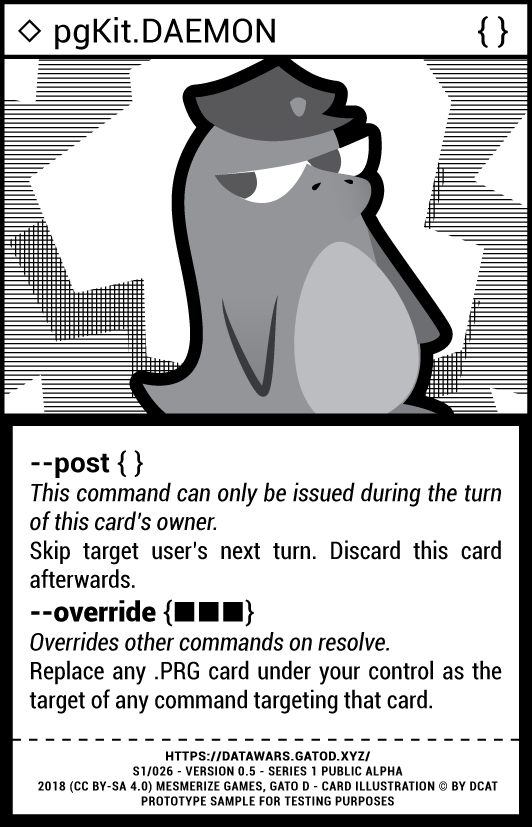 ◇ pgKit.DAEMON { }
--post { }
This command can only be issued during the turn
of this card's owner.
Skip target user's next turn. Discard this card
afterwards.
--override {■■■}
Overrides other commands on resolve.
Replace any .PRG card under your control as the
target of any command targeting that card.
HTTPS://DATAWARS.GATOD.XYZ/
S1/026 - VERSION 0.5 - SERIES 1 PUBLIC ALPHA
2018 (CC BY-SA 4.0) MESMERIZE GAMES, GATO D - CARD ILLUSTRATION © BY DCAT
PROTOTYPE SAMPLE FOR TESTING PURPOSES